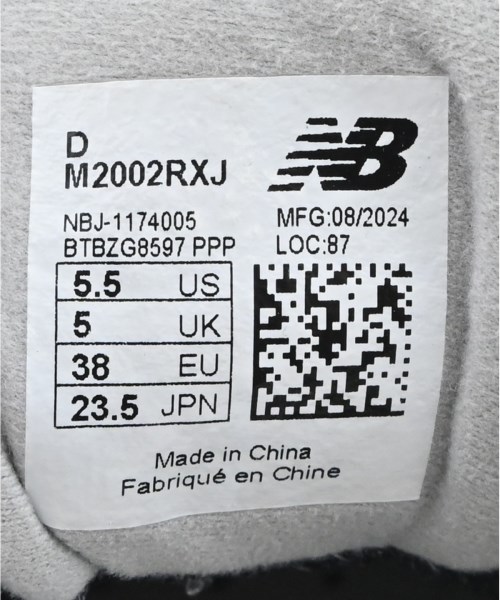 D
M2002RXJ
NB
NBJ-1174005
BTBZG8597 PPP
MFG:08/2024
LOC:87
5.5 US
5 UK
38 EU
23.5 JPN
Made in China
Fabriqué en Chine